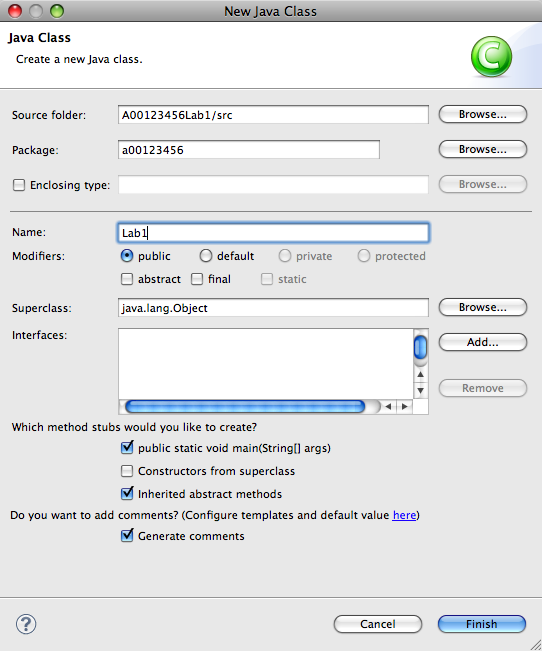 New Java Class
Java Class
Create a new Java class.
C
Source folder: A00123456Lab1/src Browse...
Package: a00123456 Browse...
Enclosing type: Browse...
Name: Lab1
Modifiers: public default private protected
abstract final static
Superclass: java.lang.Object Browse...
Interfaces: Add...
Remove
Which method stubs would you like to create?
public static void main(String[] args)
Constructors from superclass
Inherited abstract methods
Do you want to add comments? (Configure templates and default value here)
Generate comments
? Cancel Finish